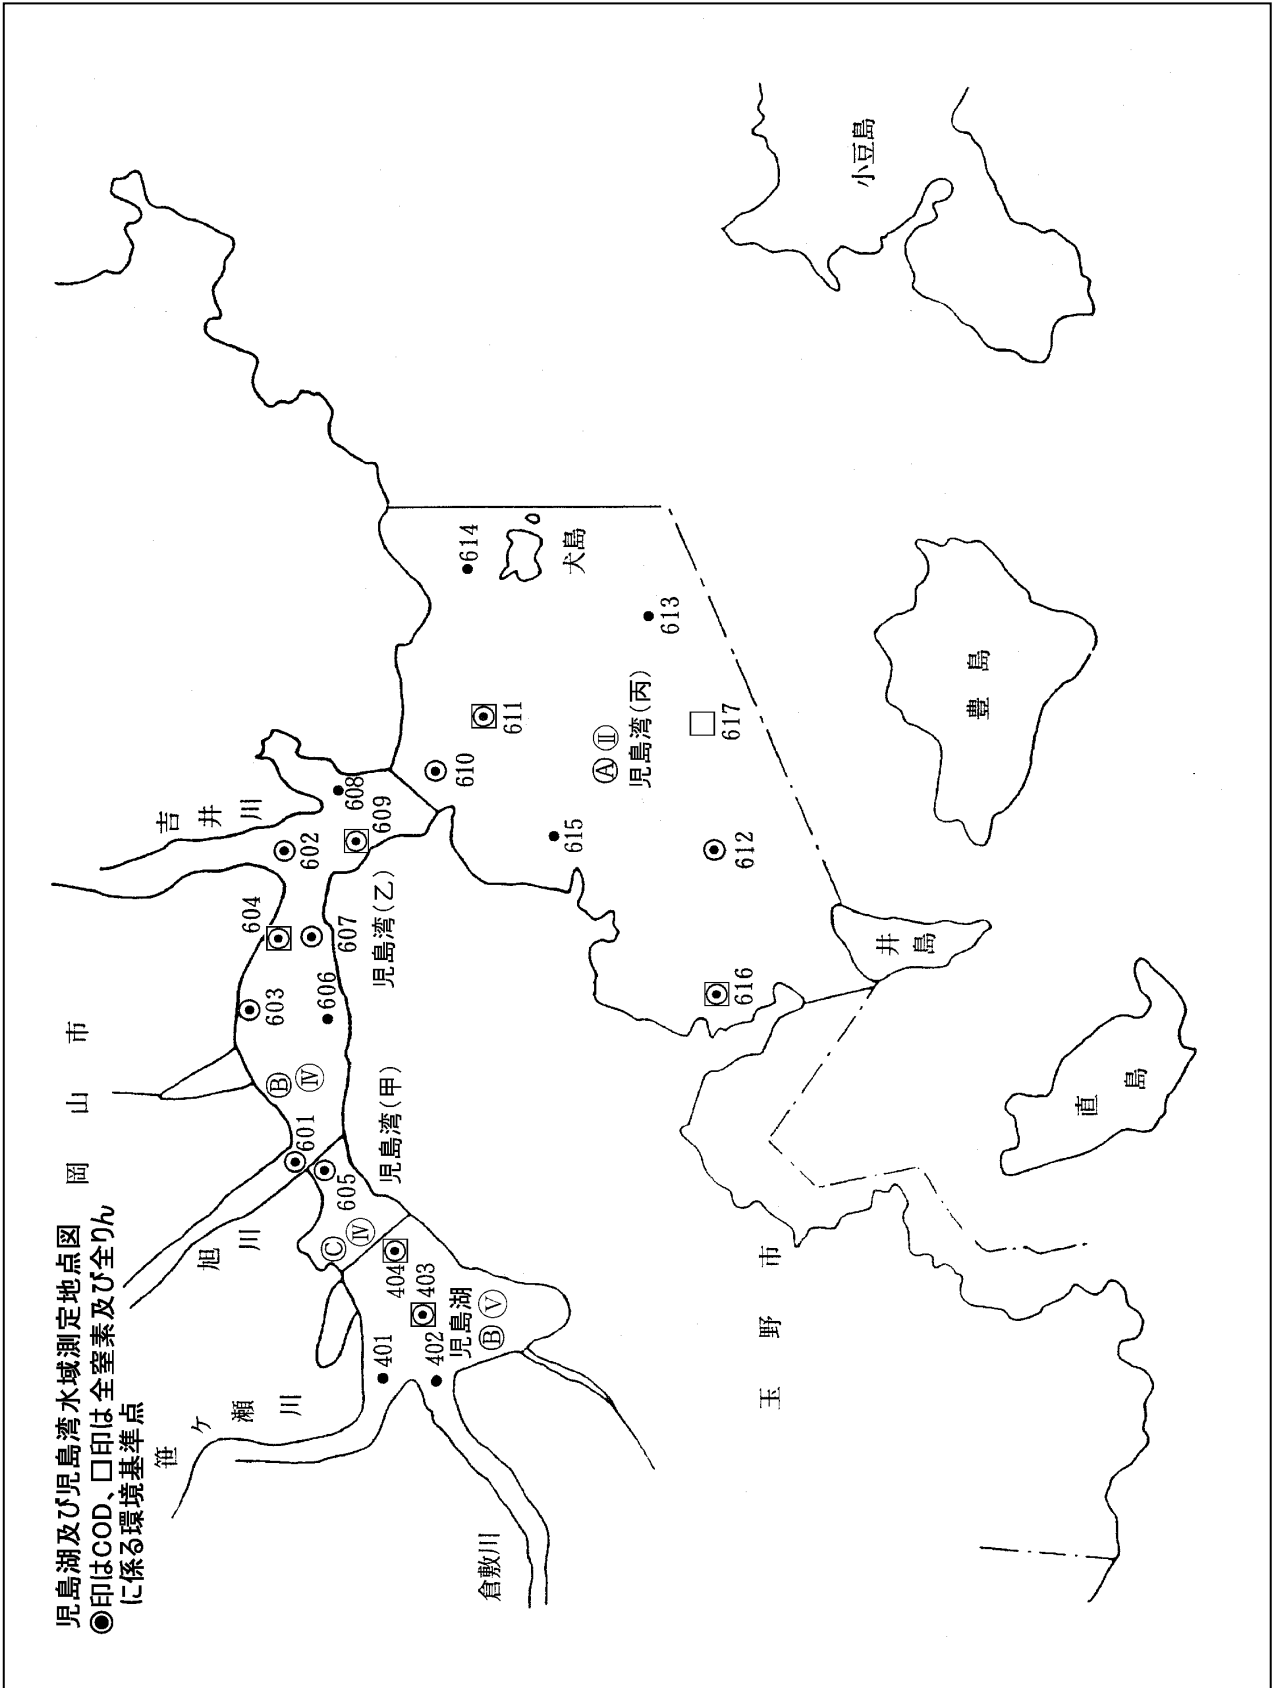 児島湖及び児島湾水域測定地点図
◉印はCOD、□印は全窒素及び全りん
に係る環境基準点
笹ヶ瀬川
旭川
岡山市
吉井川
倉敷川
401
402
403
404
児島湖
Ⓑ Ⓥ
Ⓒ Ⅳ
605
児島湾(甲)
601
Ⓑ Ⅳ
603
606
604
607
児島湾(乙)
602
609
608
610
611
614
犬島
613
Ⓐ Ⅱ
児島湾(丙)
617
615
612
616
井島
直島
豊島
小豆島
玉野市